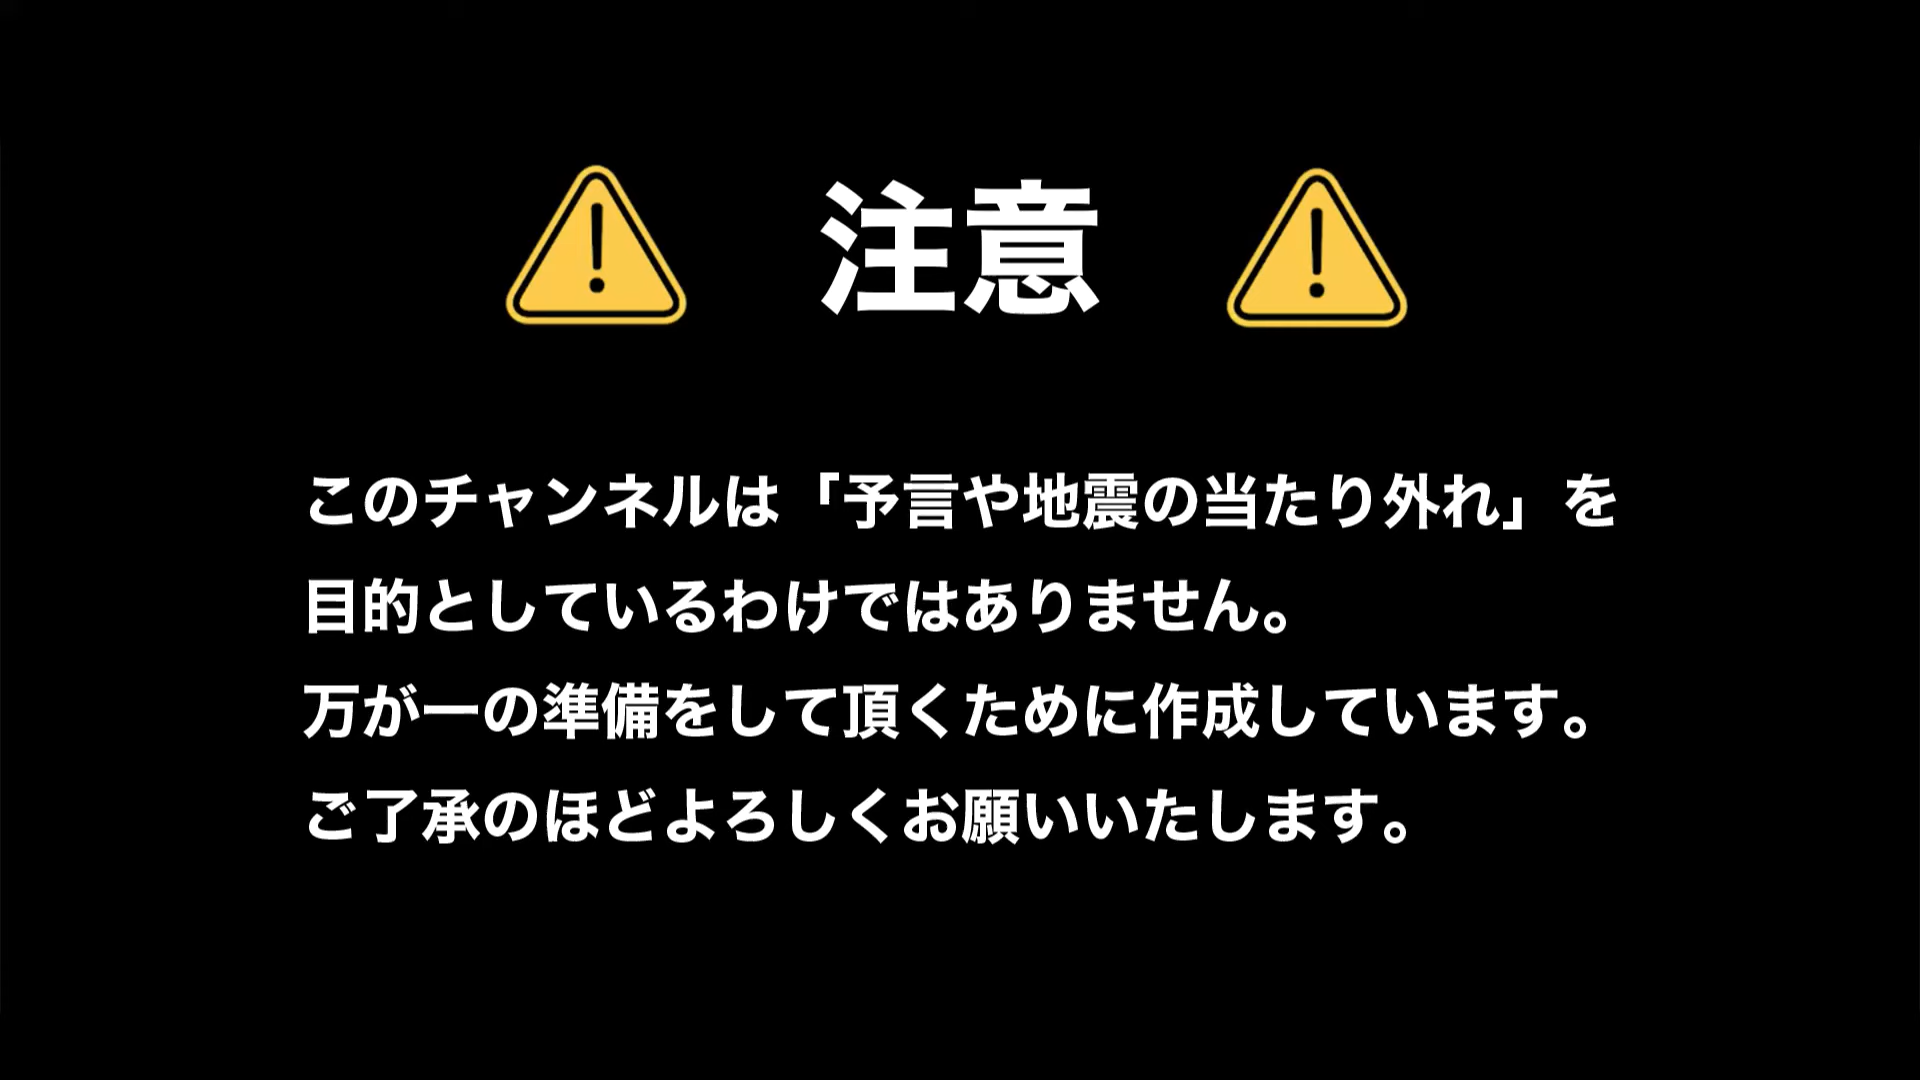 注意
このチャンネルは「予言や地震の当たり外れ」を
目的としているわけではありません。
万が一の準備をして頂くために作成しています。
ご了承のほどよろしくお願いいたします。